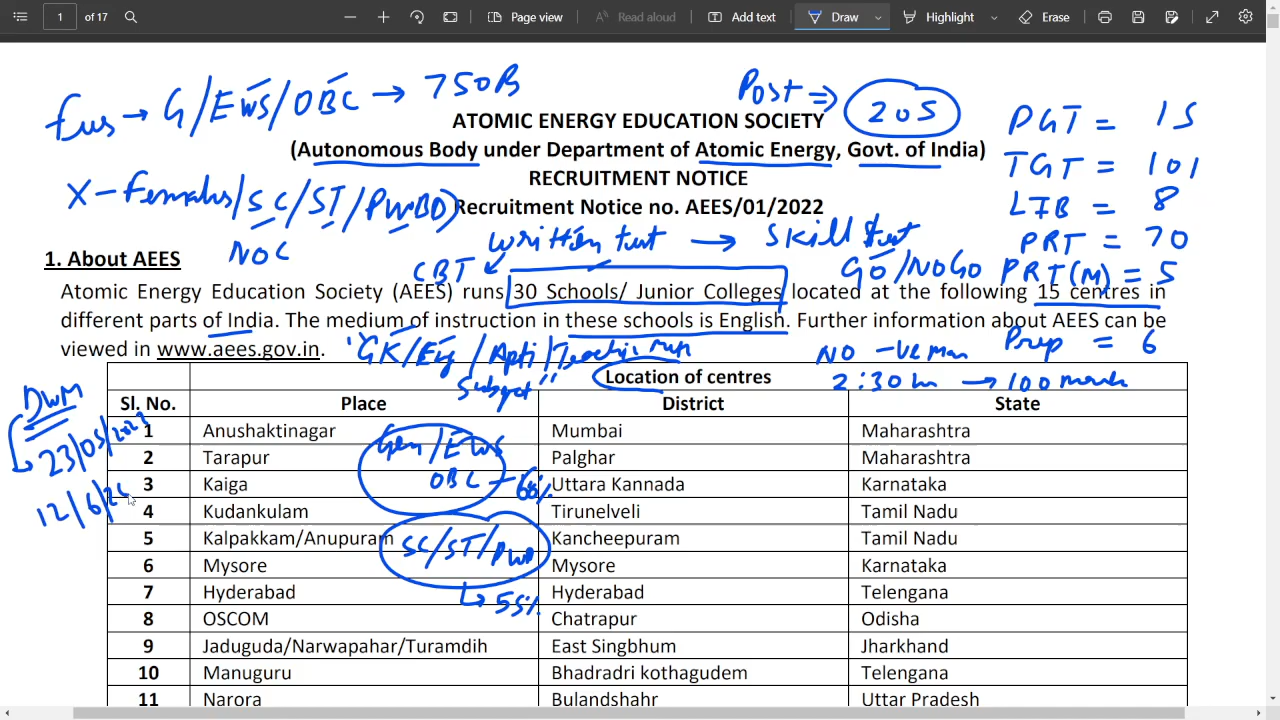 1 of 17 Page view Read aloud Add text Draw Highlight Erase
Fees → G/EWS/OBC → 750Rs
Post ⇒ 205
ATOMIC ENERGY EDUCATION SOCIETY
(Autonomous Body under Department of Atomic Energy, Govt. of India)
RECRUITMENT NOTICE
Recruitment Notice no. AEES/01/2022
X - Females/SC/ST/PWBD)
NOC
PGT = 15
TGT = 101
LIB = 8
PRT = 70
PRT(M) = 5
Prep = 6
written test → Skill test
CBT
GO/NOGO
1. About AEES
Atomic Energy Education Society (AEES) runs 30 Schools/ Junior Colleges located at the following 15 centres in
different parts of India. The medium of instruction in these schools is English. Further information about AEES can be
viewed in www.aees.gov.in.
"GK/Eng/Apti/Teaching
Subject"
NO -ve
2:30 hr → 100 mark
Location of centres
Sl. No. Place District State
1 Anushaktinagar Mumbai Maharashtra
2 Tarapur Palghar Maharashtra
3 Kaiga Uttara Kannada Karnataka
4 Kudankulam Tirunelveli Tamil Nadu
5 Kalpakkam/Anupuram Kancheepuram Tamil Nadu
6 Mysore Mysore Karnataka
7 Hyderabad Hyderabad Telengana
8 OSCOM Chatrapur Odisha
9 Jaduguda/Narwapahar/Turamdih East Singbhum Jharkhand
10 Manuguru Bhadradri kothagudem Telengana
11 Narora Bulandshahr Uttar Pradesh
DWM
23/05/2022
12/6/22
Gen/EWS
OBC - 60%
SC/ST/PWD
55%